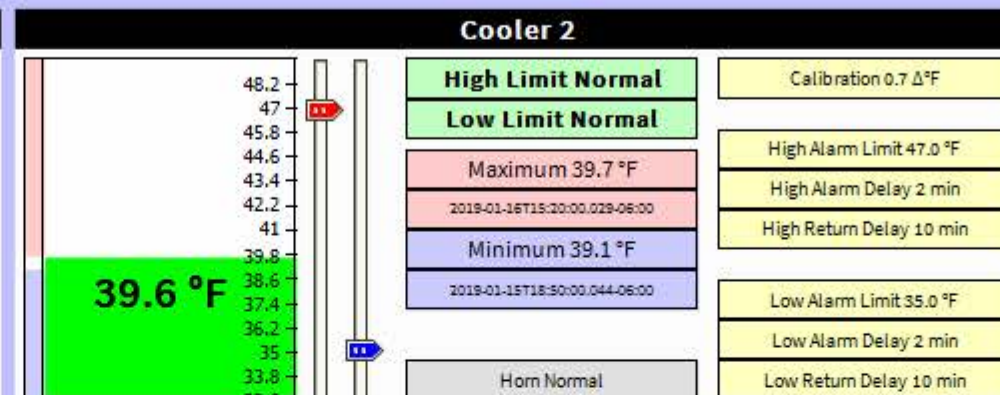 Cooler 2
48.2
47
45.8
44.6
43.4
42.2
41
39.8
38.6
37.4
36.2
35
33.8
39.6 °F
High Limit Normal
Low Limit Normal
Maximum 39.7 °F
2019-01-16T15:20:00.029-06:00
Minimum 39.1 °F
2019-01-15T18:50:00.044-06:00
Horn Normal
Calibration 0.7 Δ°F
High Alarm Limit 47.0 °F
High Alarm Delay 2 min
High Return Delay 10 min
Low Alarm Limit 35.0 °F
Low Alarm Delay 2 min
Low Return Delay 10 min